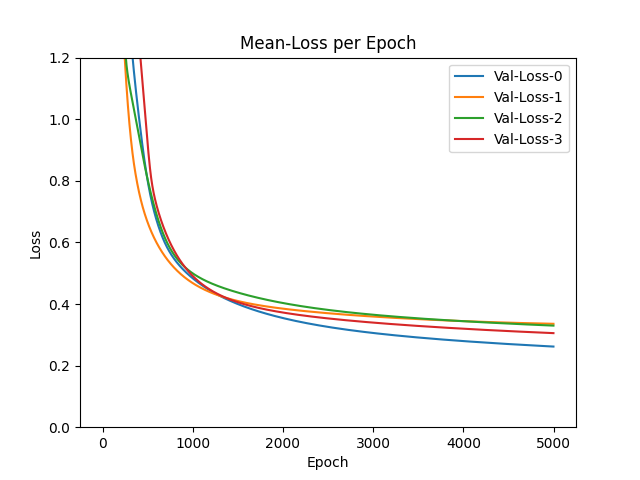 Mean-Loss per Epoch
1.2
1.0
0.8
0.6
0.4
0.2
0.0
Loss
Val-Loss-0
Val-Loss-1
Val-Loss-2
Val-Loss-3
0 1000 2000 3000 4000 5000
Epoch